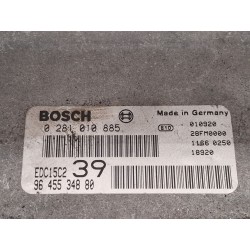 BOSCH
Made in Germany
0 281 010 885
010920
28FM0000
1166 0250
18920
EDC15C2 39
96 455 348 80